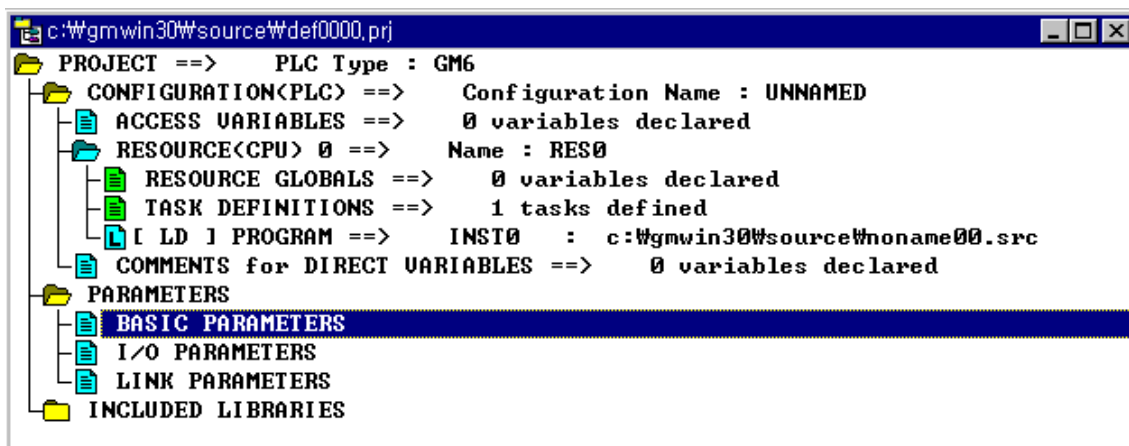 c:₩gmwin30₩source₩def0000.prj
PROJECT ==> PLC Type : GM6
CONFIGURATION(PLC) ==> Configuration Name : UNNAMED
ACCESS VARIABLES ==> 0 variables declared
RESOURCE(CPU) 0 ==> Name : RES0
RESOURCE GLOBALS ==> 0 variables declared
TASK DEFINITIONS ==> 1 tasks defined
L [ LD ] PROGRAM ==> INST0 : c:₩gmwin30₩source₩noname00.src
COMMENTS for DIRECT VARIABLES ==> 0 variables declared
PARAMETERS
BASIC PARAMETERS
I/O PARAMETERS
LINK PARAMETERS
INCLUDED LIBRARIES